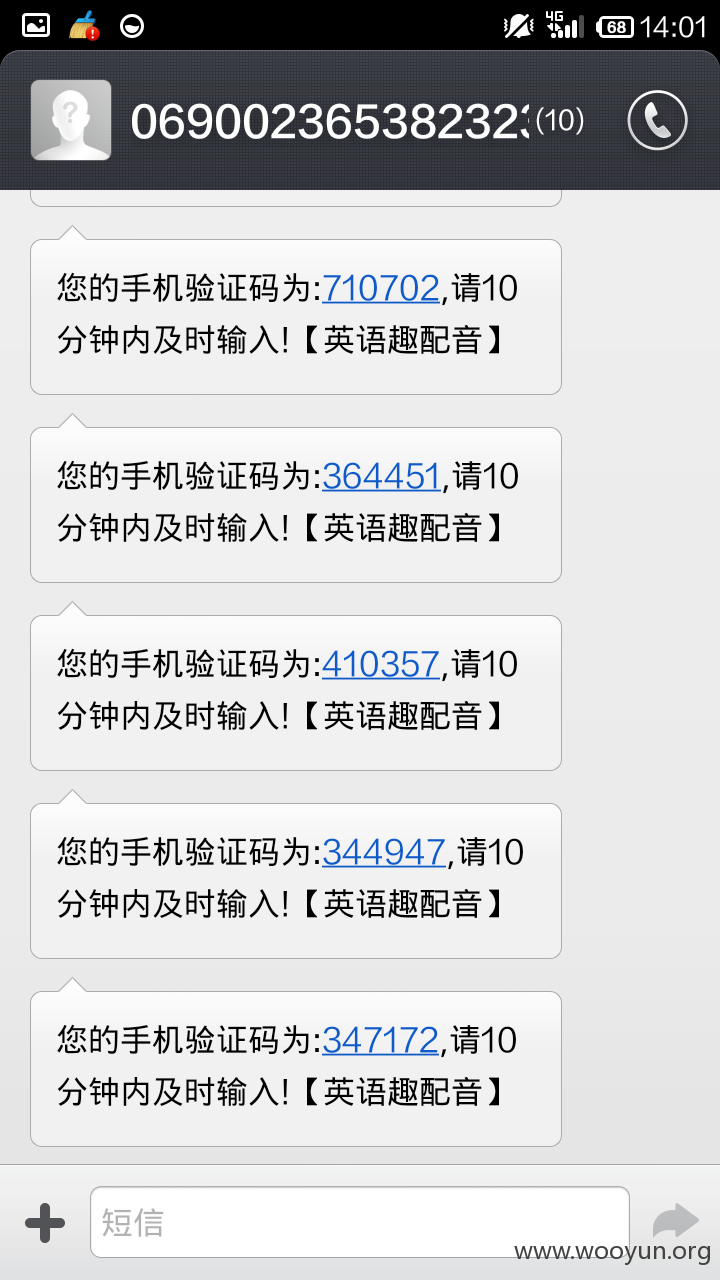 4G 68 14:01
069002365382323 (10)
您的手机验证码为:710702,请10
分钟内及时输入!【英语趣配音】
您的手机验证码为:364451,请10
分钟内及时输入!【英语趣配音】
您的手机验证码为:410357,请10
分钟内及时输入!【英语趣配音】
您的手机验证码为:344947,请10
分钟内及时输入!【英语趣配音】
您的手机验证码为:347172,请10
分钟内及时输入!【英语趣配音】
短信
www.wooyun.org